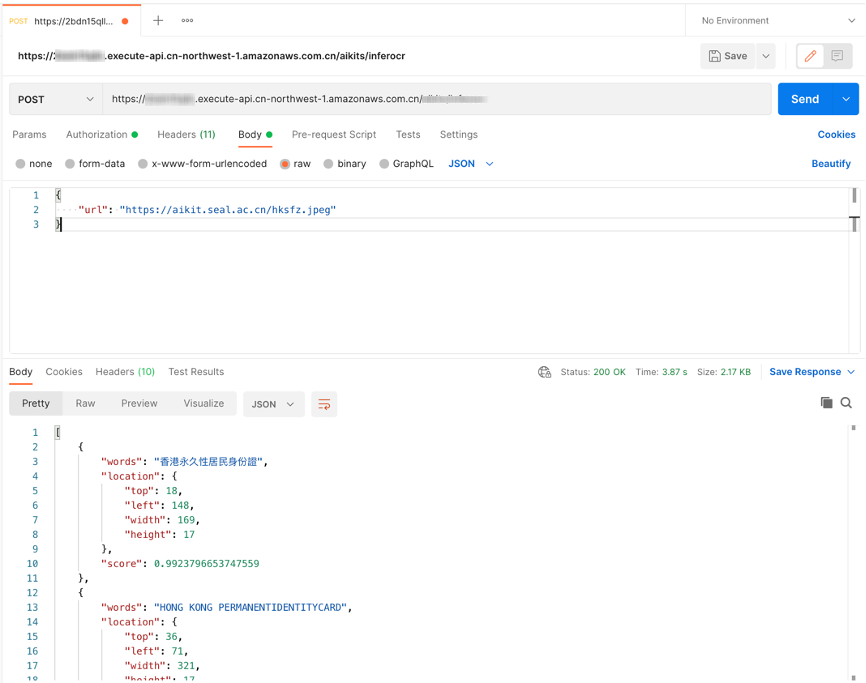 POST https://2bdn15qll...
No Environment
https://2 .execute-api.cn-northwest-1.amazonaws.com.cn/aikits/inferocr
Save
POST https:// .execute-api.cn-northwest-1.amazonaws.com.cn/
Send
Params Authorization Headers (11) Body Pre-request Script Tests Settings Cookies
none form-data x-www-form-urlencoded raw binary GraphQL JSON Beautify
1 {
2 "url": "https://aikit.seal.ac.cn/hksfz.jpeg"
3 }
Body Cookies Headers (10) Test Results Status: 200 OK Time: 3.87 s Size: 2.17 KB Save Response
Pretty Raw Preview Visualize JSON
1 [
2 {
3 "words": "香港永久性居民身份證",
4 "location": {
5 "top": 18,
6 "left": 148,
7 "width": 169,
8 "height": 17
9 },
10 "score": 0.9923796653747559
11 },
12 {
13 "words": "HONG KONG PERMANENTIDENTITYCARD",
14 "location": {
15 "top": 36,
16 "left": 71,
17 "width": 321,
18 "height": 17